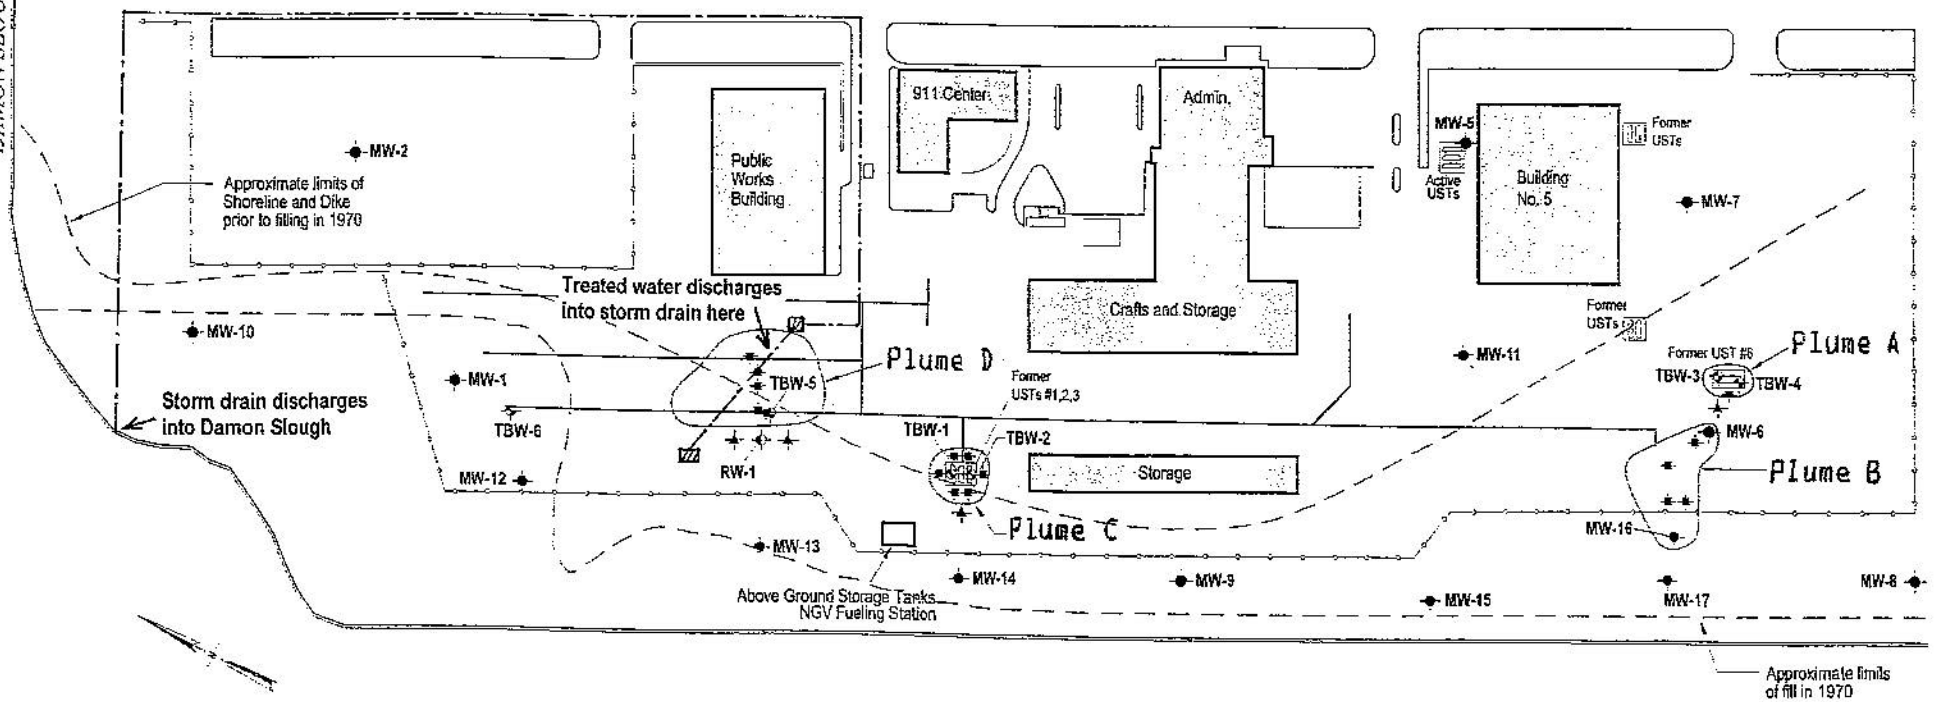 911 Center
Admin.
MW-5
Former
USTs
MW-2
Public
Works
Building
Active
USTs
Building
No. 5
Approximate limits of
Shoreline and Dike
prior to filling in 1970
MW-7
Treated water discharges
into storm drain here
Former
USTs
MW-10
Crafts and Storage
Plume D
MW-11
Former UST #6
Plume A
MW-1
TBW-5
Former
USTs #1,2,3
TBW-3
TBW-4
Storm drain discharges
into Damon Slough
TBW-6
TBW-1
TBW-2
MW-6
RW-1
MW-12
Storage
Plume B
Plume C
MW-16
MW-13
MW-14
MW-9
MW-8
Above Ground Storage Tanks
NGV Fueling Station
MW-15
MW-17
Approximate limits
of fill in 1970